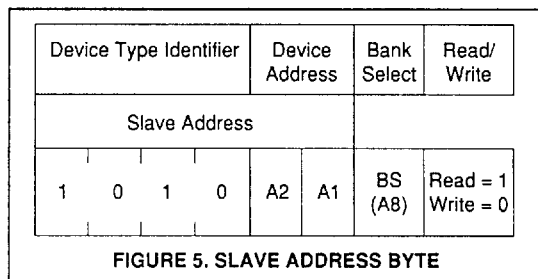 Device Type Identifier Device Address Bank Select Read/ Write
Slave Address
1 0 1 0 A2 A1 BS (A8) Read = 1 Write = 0
FIGURE 5. SLAVE ADDRESS BYTE